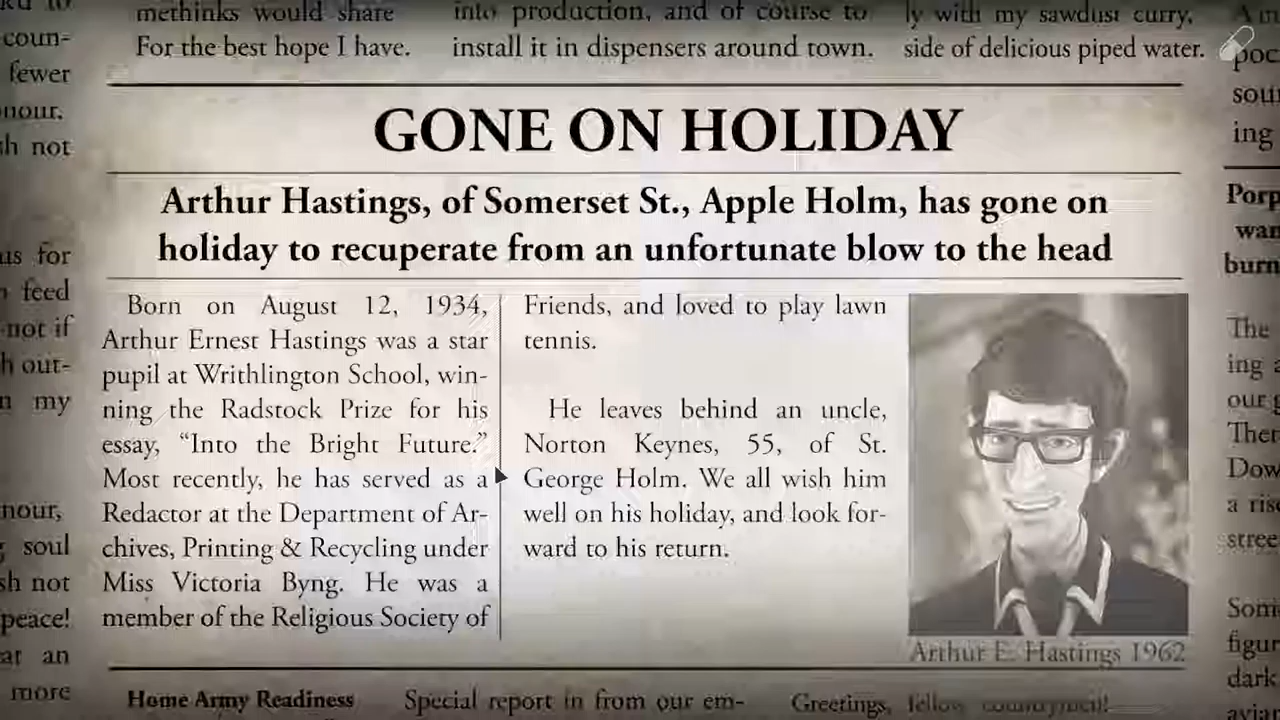 methinks would share
For the best hope I have.
into production, and of course to
install it in dispensers around town.
ly with my sawdust curry,
side of delicious piped water.
coun-
fewer
nour.
not
us for
feed
not if
out-
my
nour,
soul
not
peace!
an
more
GONE ON HOLIDAY
Arthur Hastings, of Somerset St., Apple Holm, has gone on
holiday to recuperate from an unfortunate blow to the head
Born on August 12, 1934,
Arthur Ernest Hastings was a star
pupil at Writhlington School, win-
ning the Radstock Prize for his
essay, “Into the Bright Future.”
Most recently, he has served as a
Redactor at the Department of Ar-
chives, Printing & Recycling under
Miss Victoria Byng. He was a
member of the Religious Society of
Friends, and loved to play lawn
tennis.
He leaves behind an uncle,
Norton Keynes, 55, of St.
George Holm. We all wish him
well on his holiday, and look for-
ward to his return.
Arthur E. Hastings 1962
poc
sou
ing
Porp
wan
burn
The
ing
our
Ther
Dow
a rise
stree
Som
figur
dark
avian
Home Army Readiness
Special report in from our em-
Greetings, fellow countrymen!